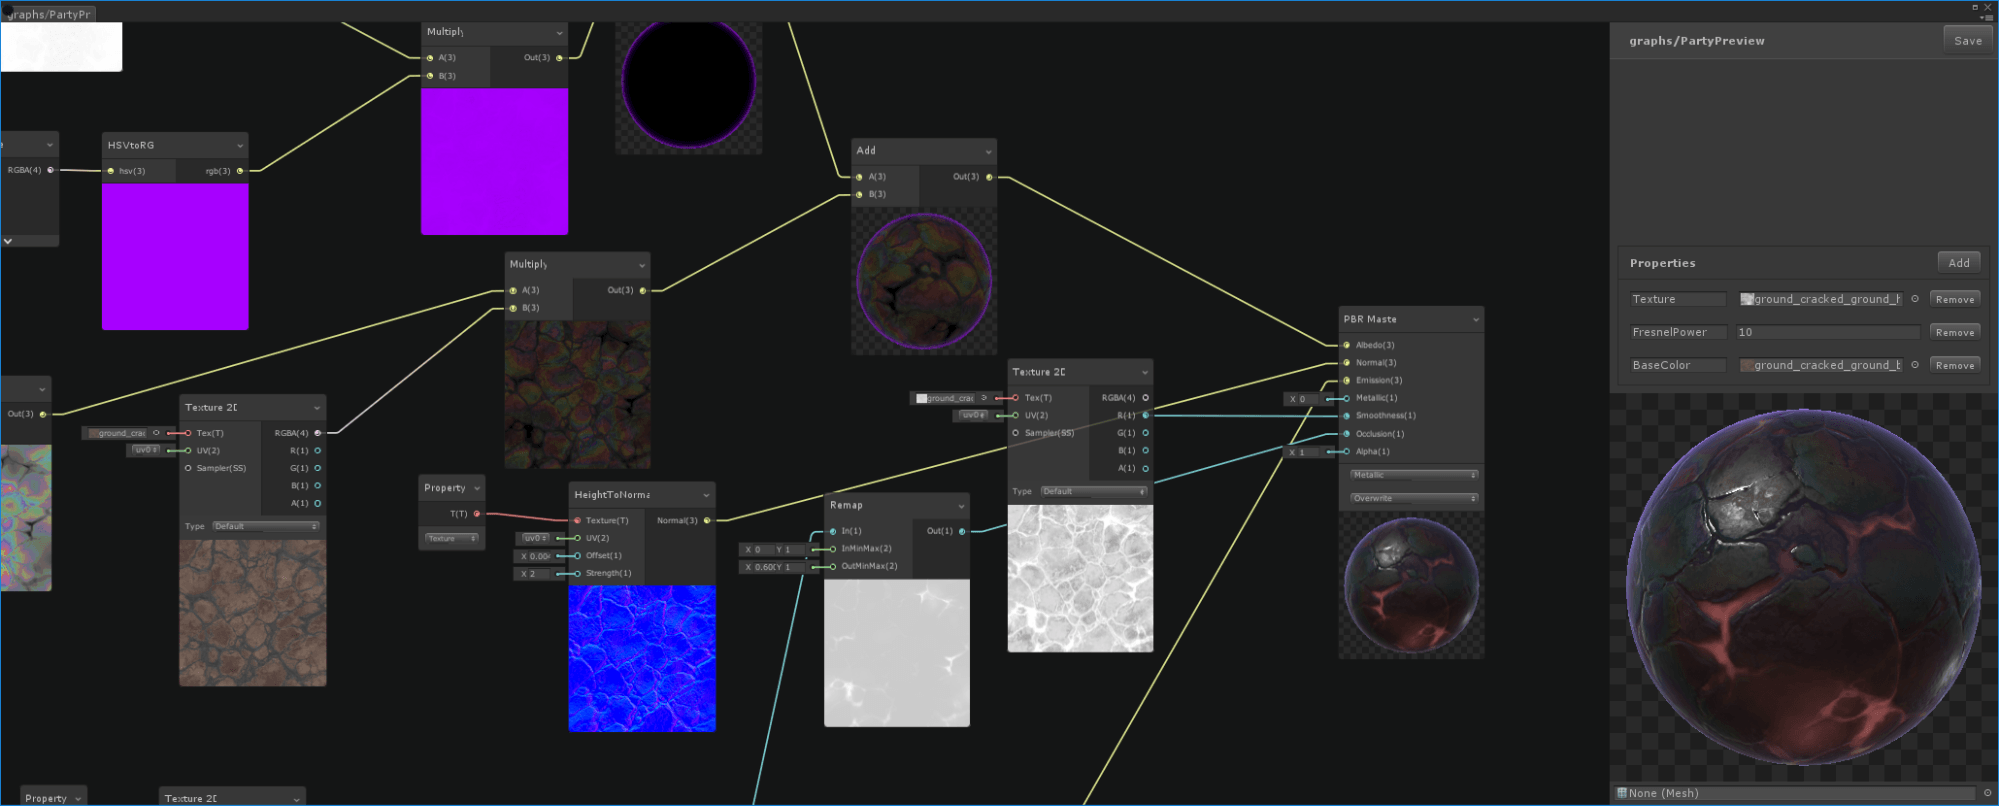 graphs/PartyPr
graphs/PartyPreview
Save
Multipl
A(3)
Out(3)
B(3)
HSVtoRG
RGBA(4)
hsv(3)
rgb(3)
Add
A(3)
Out(3)
B(3)
Multiply
A(3)
Out(3)
B(3)
Properties
Add
Texture
ground_cracked_ground_h
Remove
FresnelPower
10
Remove
BaseColor
ground_cracked_ground_b
Remove
PBR Maste
Albedo(3)
Normal(3)
Emission(3)
X 0
Metallic(1)
Smoothness(1)
Occlusion(1)
X 1
Alpha(1)
Metallic
Overwrite
Out(3)
Texture 2D
ground_crac
Tex(T)
RGBA(4)
uv0
UV(2)
R(1)
Sampler(SS)
G(1)
B(1)
A(1)
Type
Default
Texture 2D
ground_crac
Tex(T)
RGBA(4)
uv0
UV(2)
R(1)
Sampler(SS)
G(1)
B(1)
A(1)
Type
Default
Property
T(T)
Texture
HeightToNorma
Texture(T)
Normal(3)
uv0
UV(2)
X 0.00
Offset(1)
X 2
Strength(1)
Remap
In(1)
Out(1)
X 0 Y 1
InMinMax(2)
X 0.60 Y 1
OutMinMax(2)
Property
Texture 2D
None (Mesh)